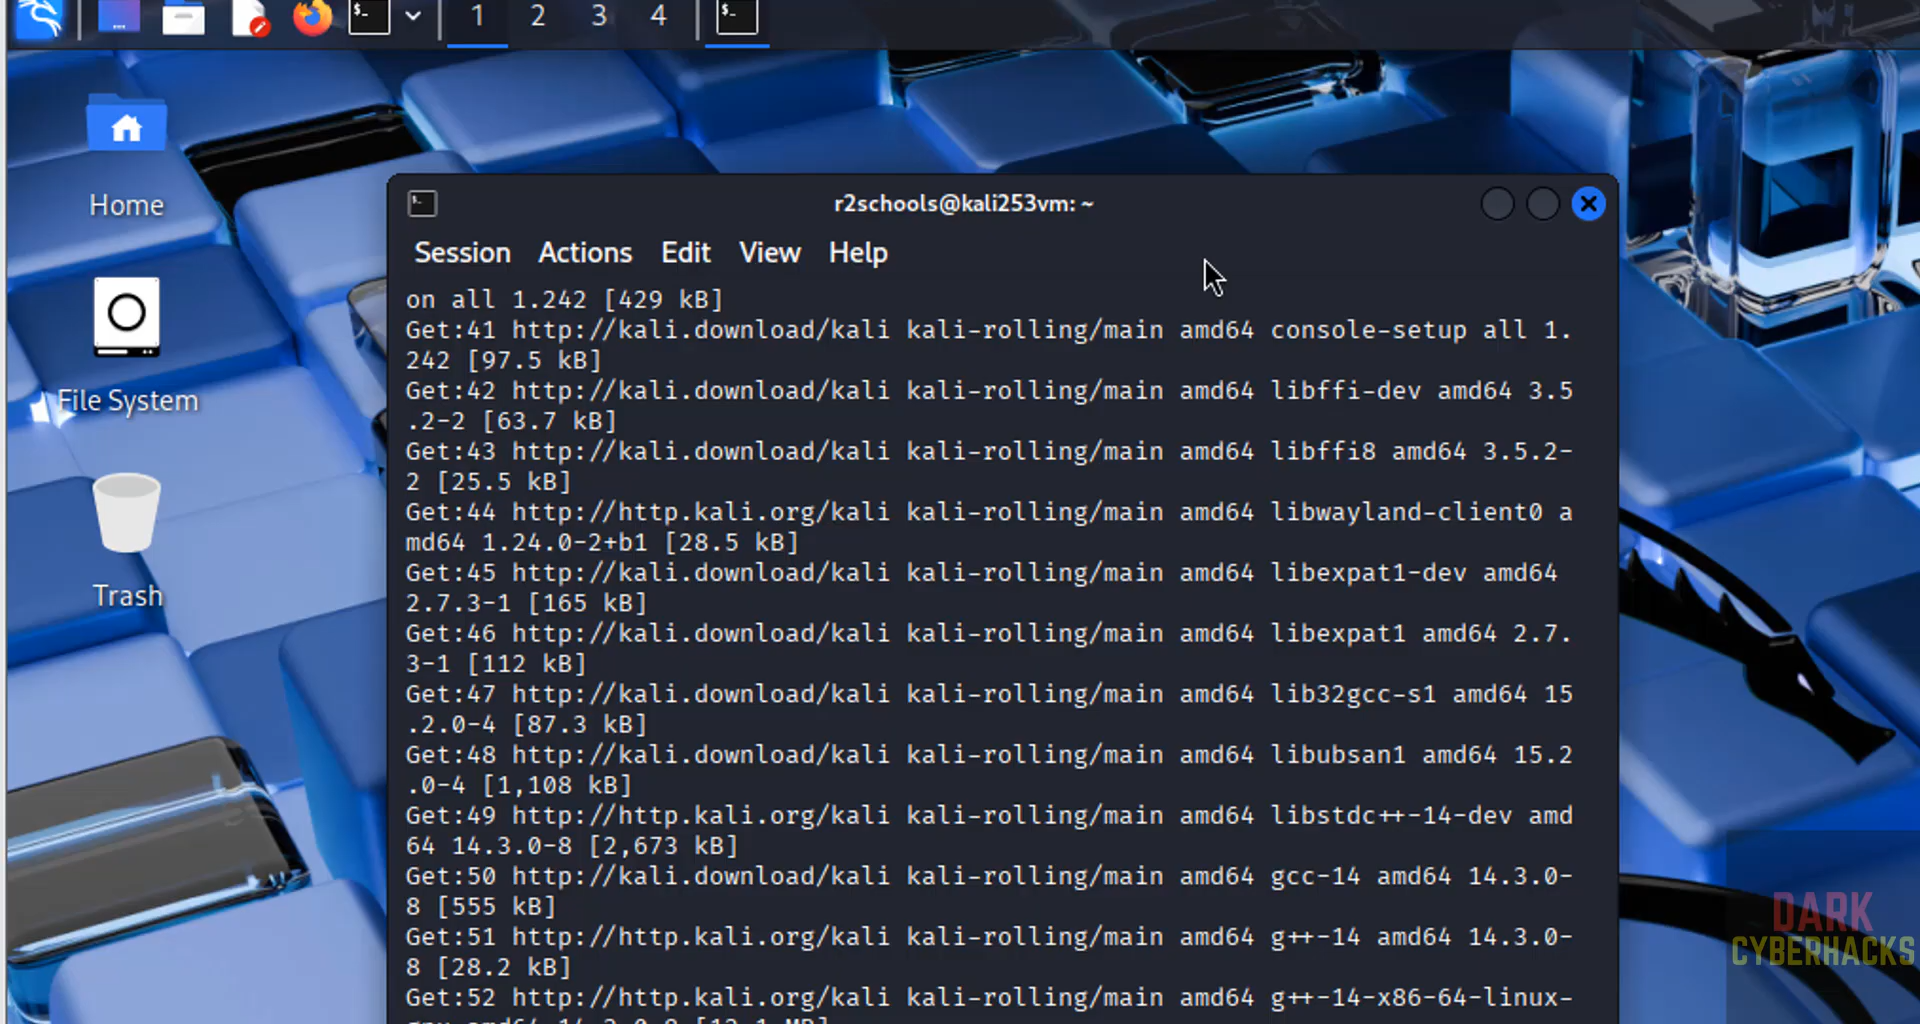 1 2 3 4
Home
File System
Trash
r2schools@kali253vm: ~
Session Actions Edit View Help
on all 1.242 [429 kB]
Get:41 http://kali.download/kali kali-rolling/main amd64 console-setup all 1.
242 [97.5 kB]
Get:42 http://kali.download/kali kali-rolling/main amd64 libffi-dev amd64 3.5
.2-2 [63.7 kB]
Get:43 http://kali.download/kali kali-rolling/main amd64 libffi8 amd64 3.5.2-
2 [25.5 kB]
Get:44 http://http.kali.org/kali kali-rolling/main amd64 libwayland-client0 a
md64 1.24.0-2+b1 [28.5 kB]
Get:45 http://kali.download/kali kali-rolling/main amd64 libexpat1-dev amd64
2.7.3-1 [165 kB]
Get:46 http://kali.download/kali kali-rolling/main amd64 libexpat1 amd64 2.7.
3-1 [112 kB]
Get:47 http://kali.download/kali kali-rolling/main amd64 lib32gcc-s1 amd64 15
.2.0-4 [87.3 kB]
Get:48 http://kali.download/kali kali-rolling/main amd64 libubsan1 amd64 15.2
.0-4 [1,108 kB]
Get:49 http://http.kali.org/kali kali-rolling/main amd64 libstdc++-14-dev amd
64 14.3.0-8 [2,673 kB]
Get:50 http://kali.download/kali kali-rolling/main amd64 gcc-14 amd64 14.3.0-
8 [555 kB]
Get:51 http://http.kali.org/kali kali-rolling/main amd64 g++-14 amd64 14.3.0-
8 [28.2 kB]
Get:52 http://http.kali.org/kali kali-rolling/main amd64 g++-14-x86-64-linux-
DARK
CYBERHACKS